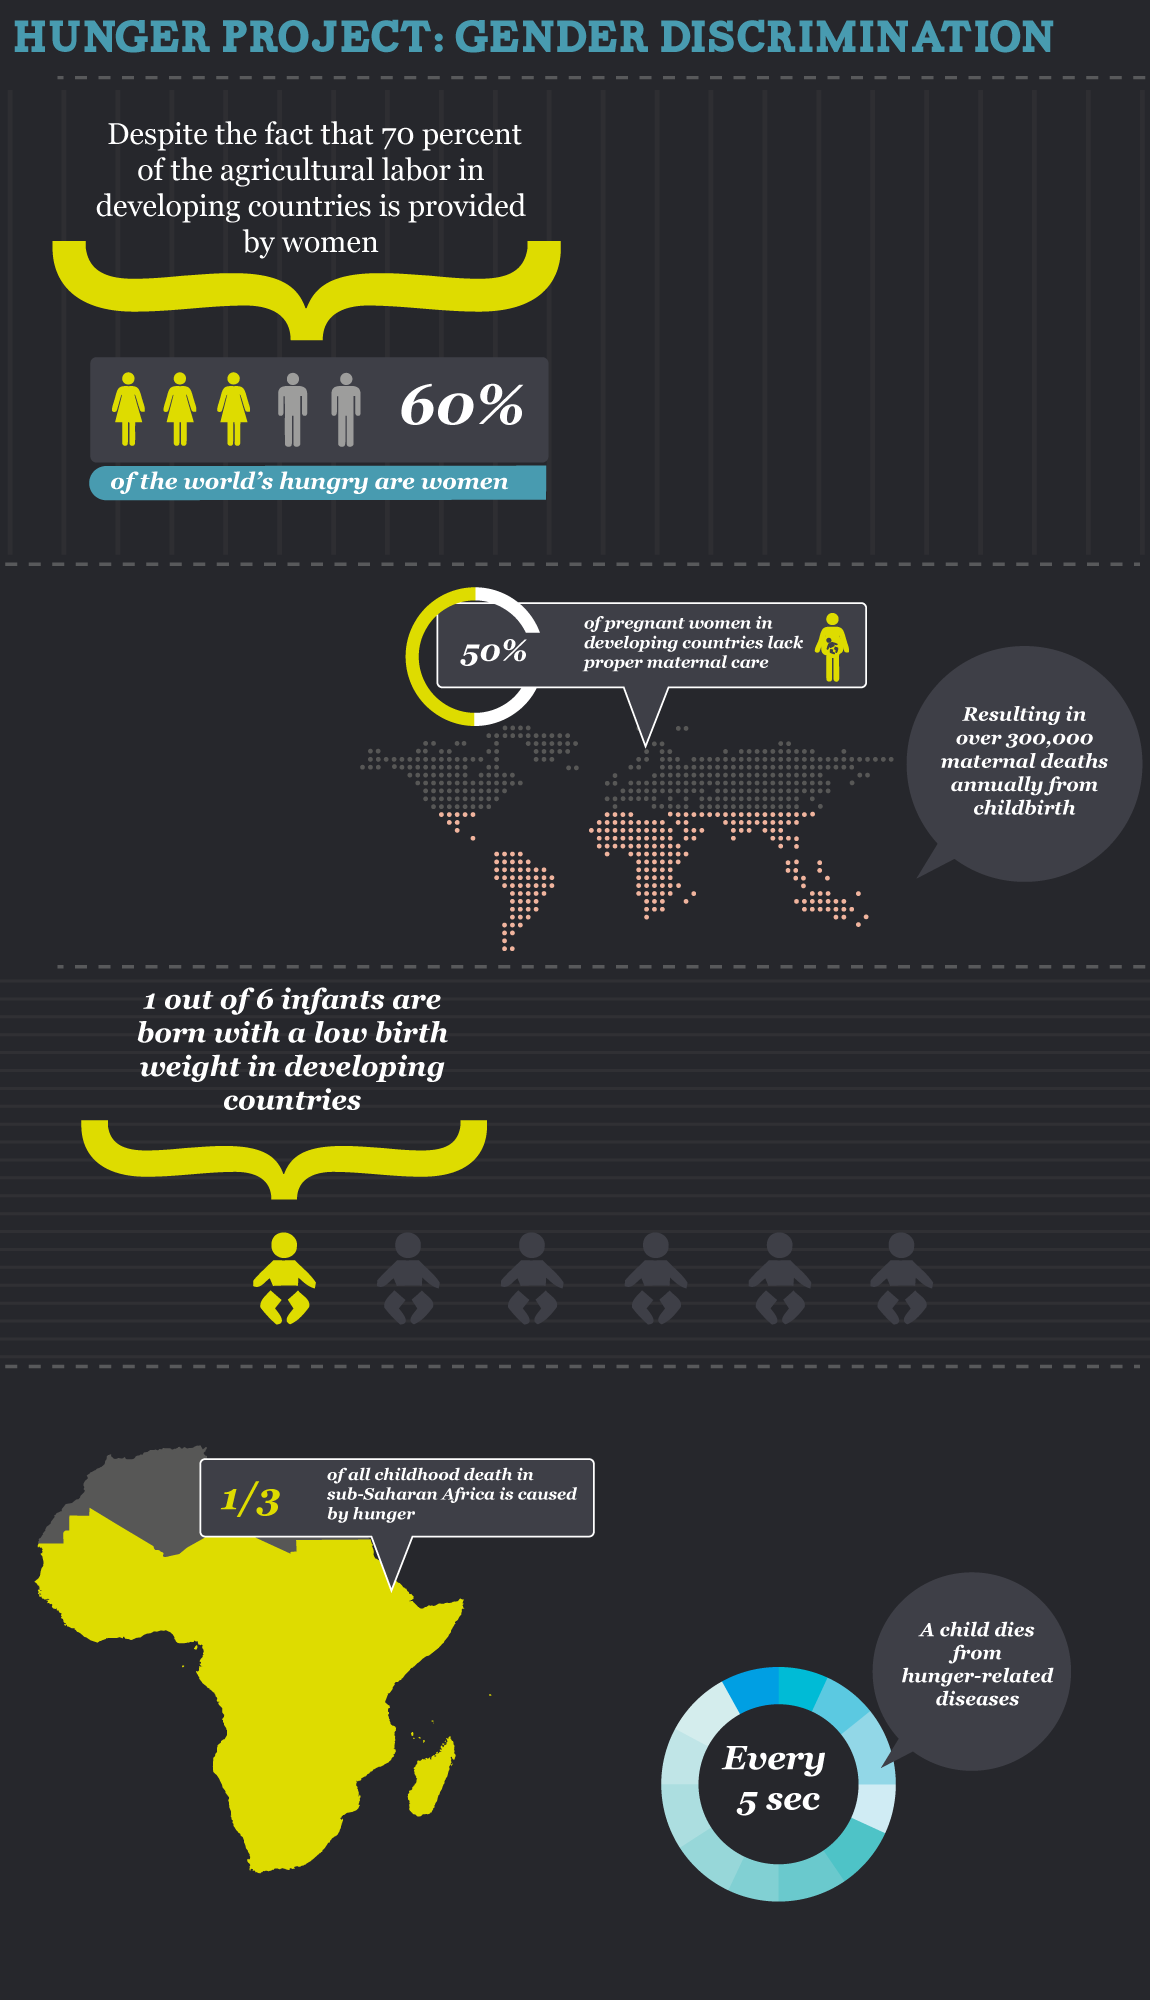 HUNGER PROJECT: GENDER DISCRIMINATION
Despite the fact that 70 percent
of the agricultural labor in
developing countries is provided
by women
60%
of the world's hungry are women
50%
of pregnant women in
developing countries lack
proper maternal care
Resulting in
over 300,000
maternal deaths
annually from
childbirth
1 out of 6 infants are
born with a low birth
weight in developing
countries
1/3
of all childhood death in
sub-Saharan Africa is caused
by hunger
A child dies
from
hunger-related
diseases
Every
5 sec